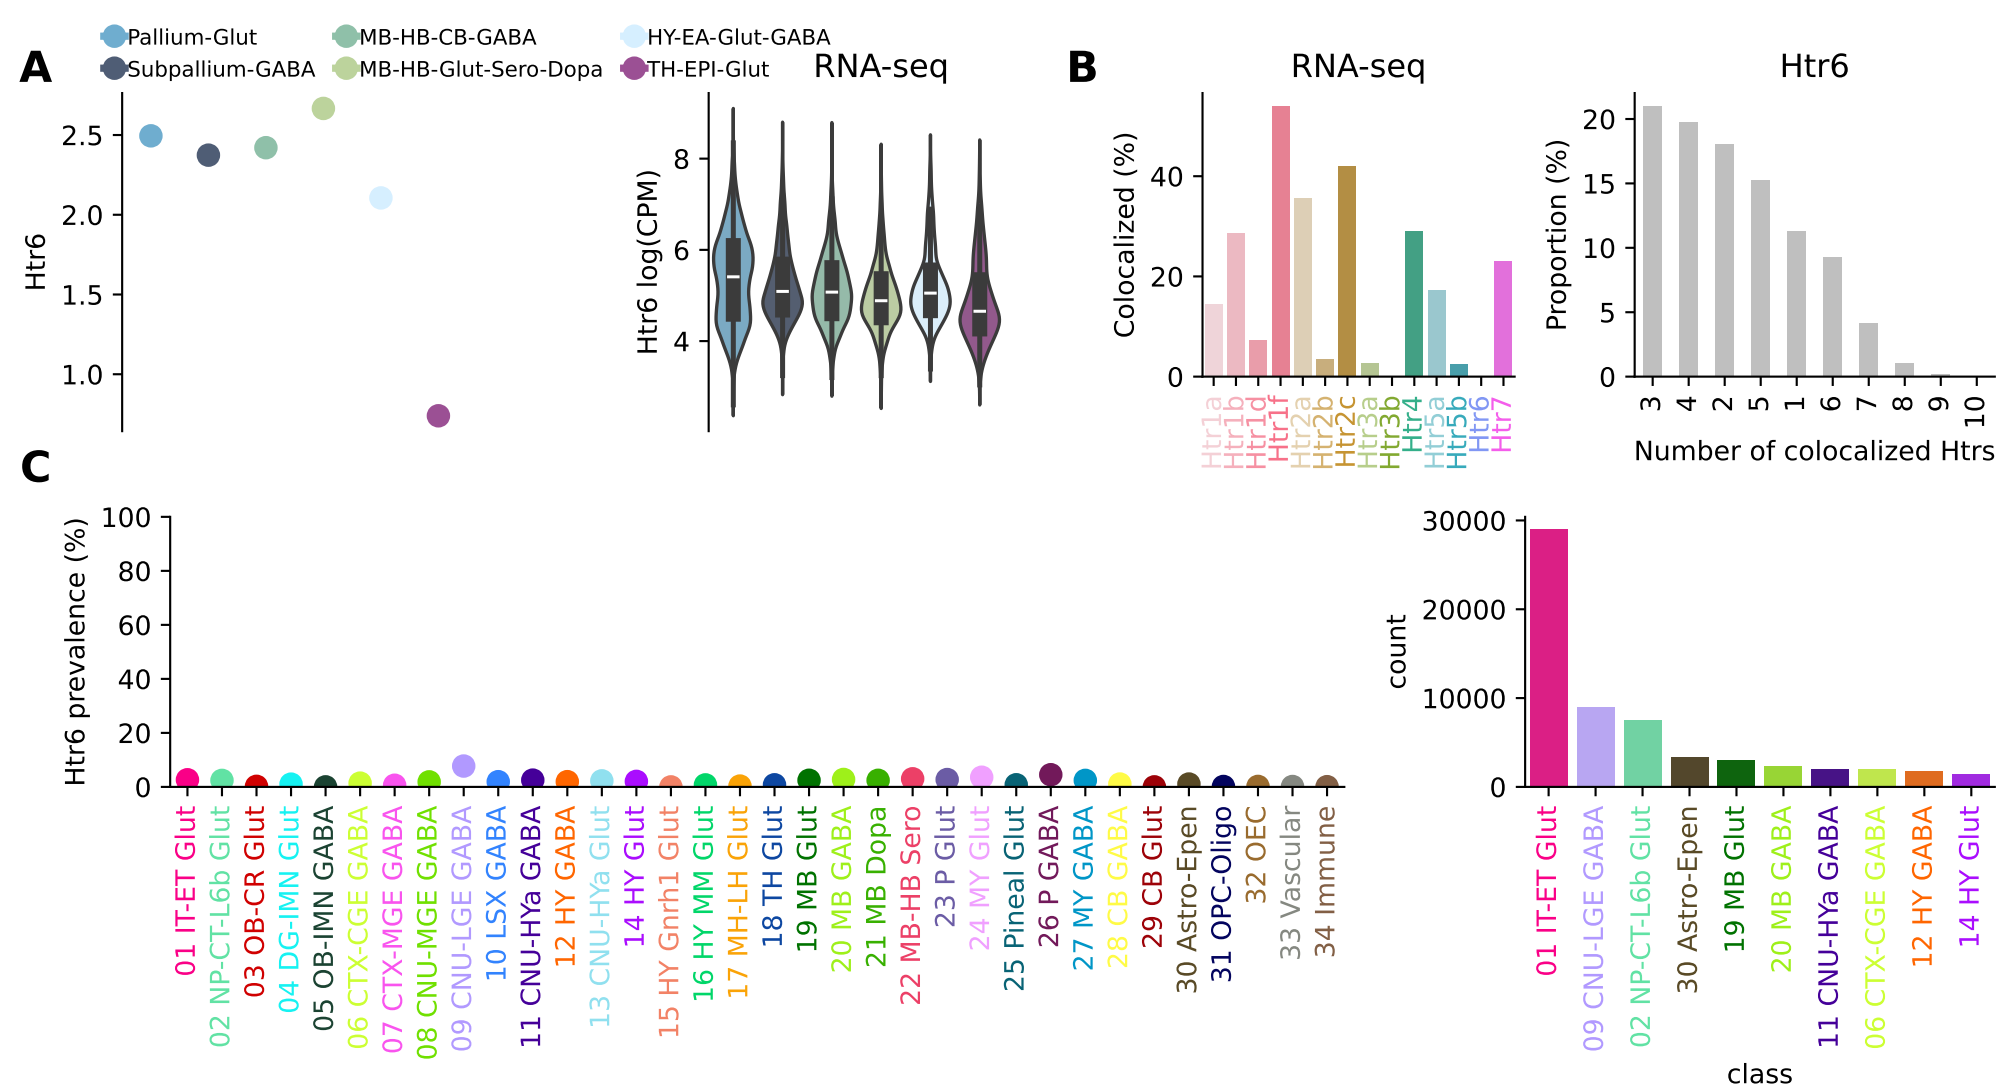 A
Pallium-Glut
Subpallium-GABA
MB-HB-CB-GABA
MB-HB-Glut-Sero-Dopa
HY-EA-Glut-GABA
TH-EPI-Glut
Htr6
2.5
2.0
1.5
1.0
RNA-seq
Htr6 log(CPM)
8
6
4
B
RNA-seq
Colocalized (%)
40
20
0
Htr1a
Htr1b
Htr1d
Htr1f
Htr2a
Htr2b
Htr2c
Htr3a
Htr3b
Htr4
Htr5a
Htr5b
Htr6
Htr7
Htr6
Proportion (%)
20
15
10
5
0
3
4
2
5
1
6
7
8
9
10
Number of colocalized Htrs
C
Htr6 prevalence (%)
100
80
60
40
20
0
01 IT-ET Glut
02 NP-CT-L6b Glut
03 OB-CR Glut
04 DG-IMN Glut
05 OB-IMN GABA
06 CTX-CGE GABA
07 CTX-MGE GABA
08 CNU-MGE GABA
09 CNU-LGE GABA
10 LSX GABA
11 CNU-HYa GABA
12 HY GABA
13 CNU-HYa Glut
14 HY Glut
15 HY Gnrh1 Glut
16 HY MM Glut
17 MH-LH Glut
18 TH Glut
19 MB Glut
20 MB GABA
21 MB Dopa
22 MB-HB Sero
23 P Glut
24 MY Glut
25 Pineal Glut
26 P GABA
27 MY GABA
28 CB GABA
29 CB Glut
30 Astro-Epen
31 OPC-Oligo
32 OEC
33 Vascular
34 Immune
count
30000
20000
10000
0
01 IT-ET Glut
09 CNU-LGE GABA
02 NP-CT-L6b Glut
30 Astro-Epen
19 MB Glut
20 MB GABA
11 CNU-HYa GABA
06 CTX-CGE GABA
12 HY GABA
14 HY Glut
class